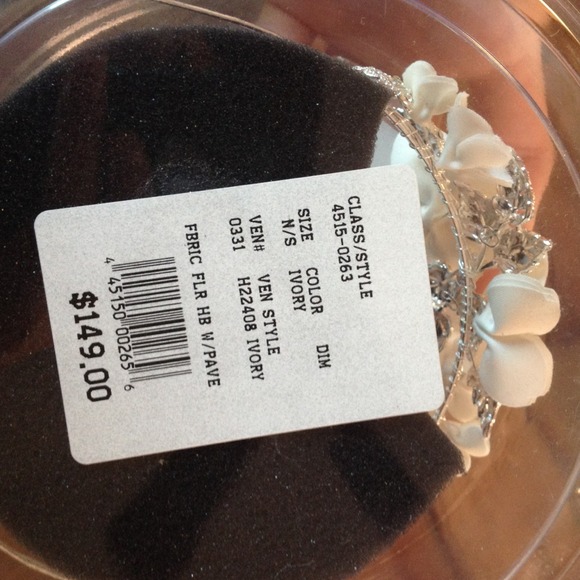 CLASS/STYLE
4515-0263
SIZE COLOR DIM
N/S IVORY
VEN# VEN STYLE
0331 H22408 IVORY
FBRIC FLR HB W/PAVE
4 45150 00265 6
$149.00